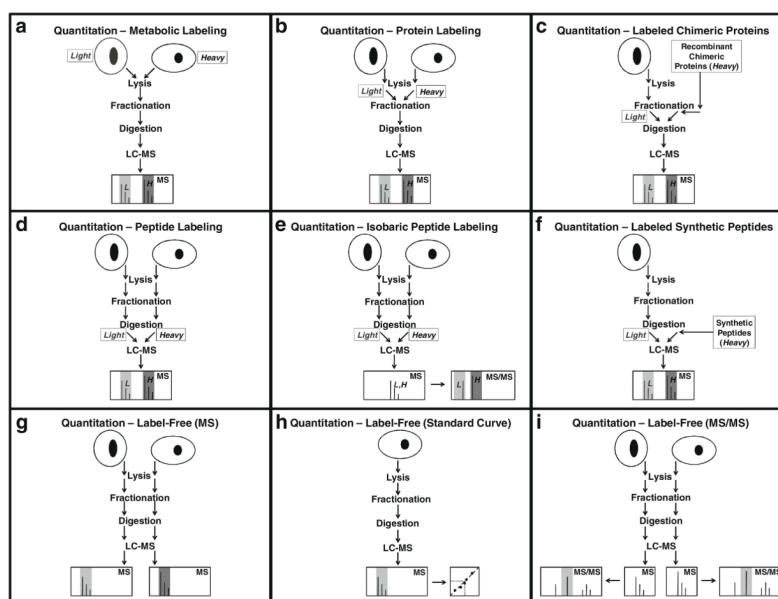 a Quantitation – Metabolic Labeling
Light
Heavy
Lysis
Fractionation
Digestion
LC-MS
MS
L
H
b Quantitation – Protein Labeling
Lysis
Light
Heavy
Fractionation
Digestion
LC-MS
MS
L
H
c Quantitation – Labeled Chimeric Proteins
Recombinant
Chimeric
Proteins (Heavy)
Lysis
Fractionation
Light
Digestion
LC-MS
MS
L
H
d Quantitation – Peptide Labeling
Lysis
Fractionation
Digestion
Light
Heavy
LC-MS
MS
L
H
e Quantitation – Isobaric Peptide Labeling
Lysis
Fractionation
Digestion
Light
Heavy
LC-MS
MS
L,H
MS/MS
L
H
f Quantitation – Labeled Synthetic Peptides
Lysis
Fractionation
Digestion
Light
Synthetic
Peptides
(Heavy)
LC-MS
MS
L
H
g Quantitation – Label-Free (MS)
Lysis
Fractionation
Digestion
LC-MS
MS
MS
h Quantitation – Label-Free (Standard Curve)
Lysis
Fractionation
Digestion
LC-MS
MS
i Quantitation – Label-Free (MS/MS)
Lysis
Fractionation
Digestion
LC-MS
MS/MS
MS
MS
MS/MS